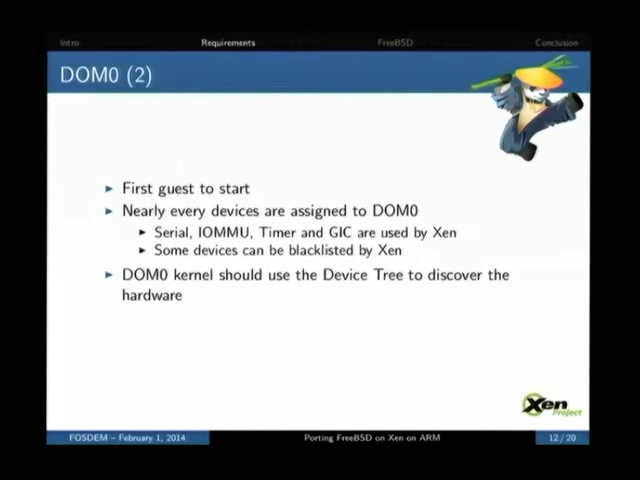 Intro
Requirements
FreeBSD
Conclusion
DOM0 (2)
First guest to start
Nearly every devices are assigned to DOM0
Serial, IOMMU, Timer and GIC are used by Xen
Some devices can be blacklisted by Xen
DOM0 kernel should use the Device Tree to discover the
hardware
Xen
Project
FOSDEM – February 1, 2014
Porting FreeBSD on Xen on ARM
12 / 20